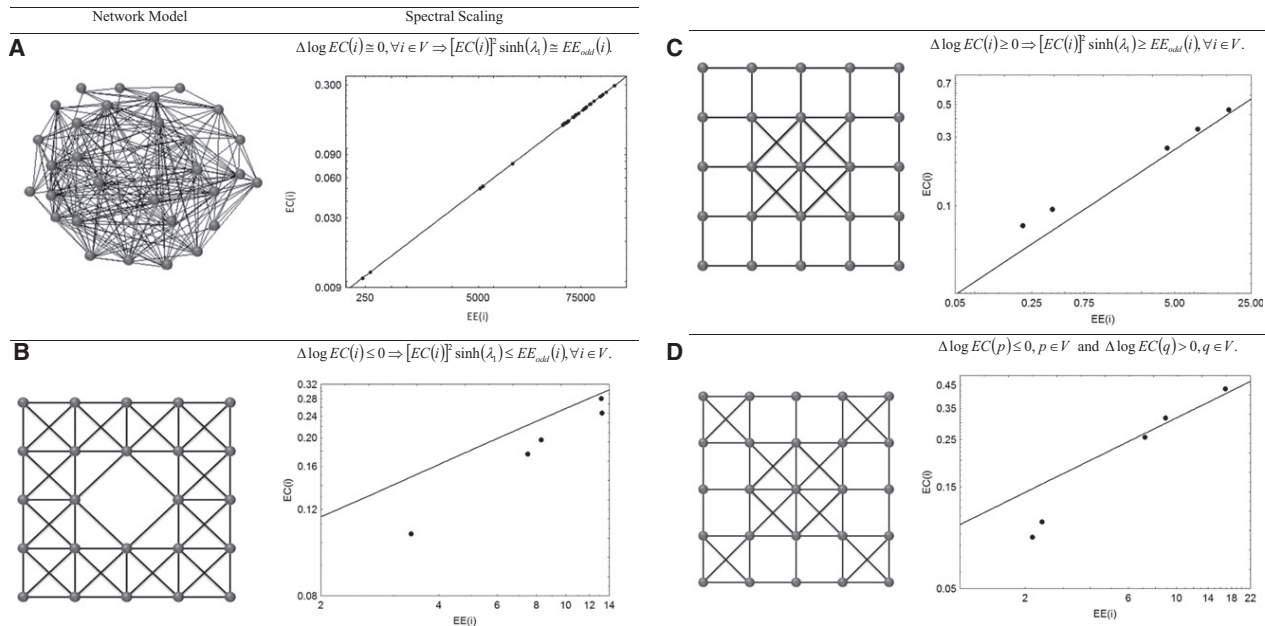 Network Model
Spectral Scaling
A
Δ log EC(i) ≅ 0, ∀i ∈ V ⇒ [EC(i)]² sinh(λ₁) ≅ EE_odd(i).
0.300
0.090
0.060
0.030
0.009
EC(i)
250
5000
75000
EE(i)
B
Δ log EC(i) ≤ 0 ⇒ [EC(i)]² sinh(λ₁) ≤ EE_odd(i), ∀i ∈ V.
0.32
0.28
0.24
0.20
0.16
0.12
0.08
EC(i)
2
4
6
8
10
12
14
EE(i)
C
Δ log EC(i) ≥ 0 ⇒ [EC(i)]² sinh(λ₁) ≥ EE_odd(i), ∀i ∈ V.
0.7
0.5
0.3
0.1
EC(i)
0.05
0.25
0.75
5.00
25.00
EE(i)
D
Δ log EC(p) ≤ 0, p ∈ V and Δ log EC(q) > 0, q ∈ V.
0.45
0.35
0.25
0.15
0.05
EC(i)
2
6
10
14
18
22
EE(i)